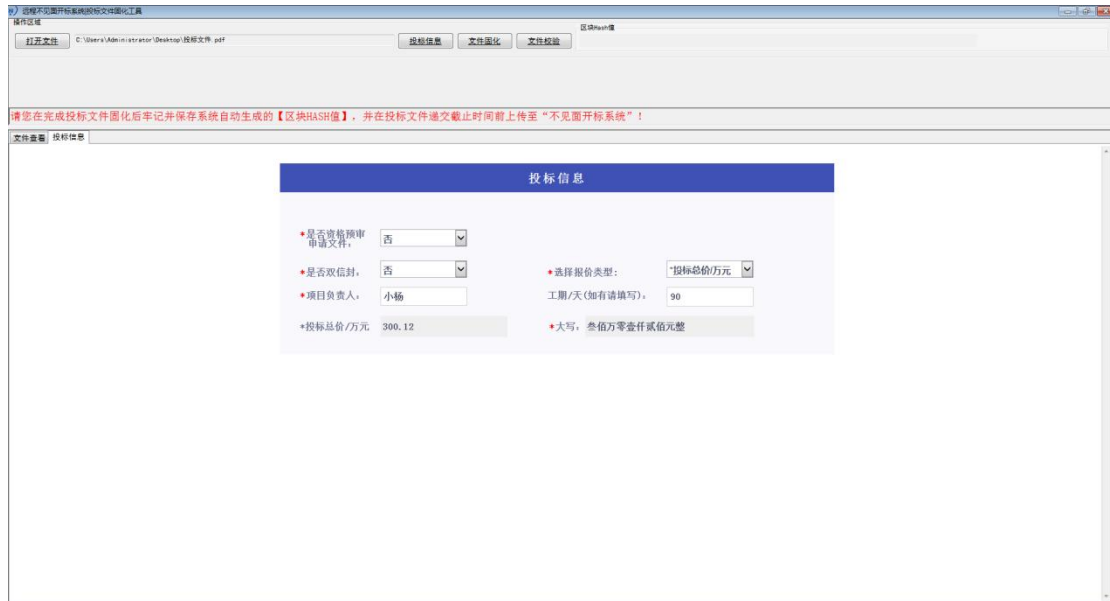 远程不见面开标系统|投标文件固化工具
操作区域
打开文件 C:\Users\Administrator\Desktop\投标文件.pdf 投标信息 文件固化 文件校验 区块Hash值
请您在完成投标文件固化后牢记并保存系统自动生成的【区块HASH值】，并在投标文件递交截止时间前上传至“不见面开标系统”！
文件查看 投标信息
投标信息
*是否资格预审
申请文件： 否
*是否双信封： 否 *选择报价类型： *投标总价/万元
*项目负责人： 小杨 工期/天(如有请填写)： 90
*投标总价/万元 300.12 *大写： 叁佰万零壹仟贰佰元整